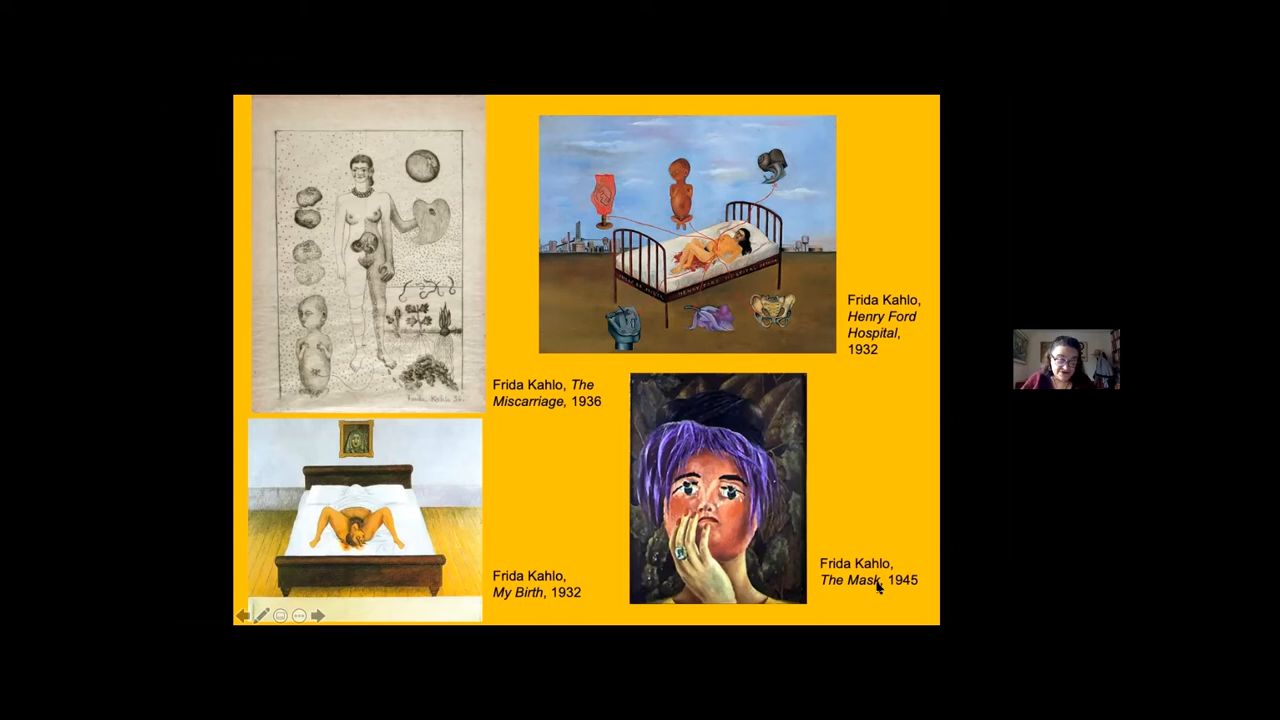 Frida Kahlo, The
Miscarriage, 1936
Frida Kahlo,
Henry Ford
Hospital,
1932
Frida Kahlo,
My Birth, 1932
Frida Kahlo,
The Mask, 1945